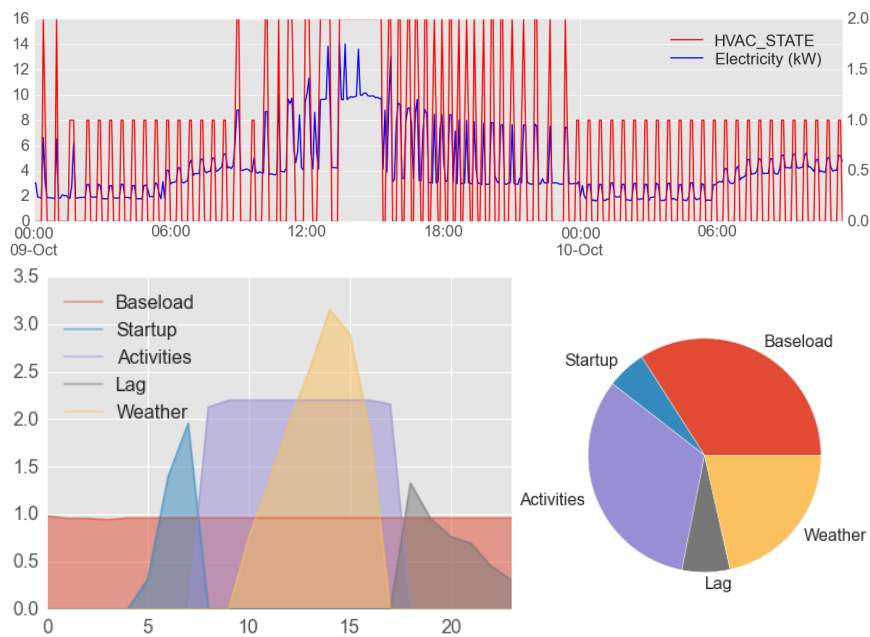 16
14
12
10
8
6
4
2
0
2.0
1.5
1.0
0.5
0.0
HVAC_STATE
Electricity (kW)
00:00
09-Oct
06:00
12:00
18:00
00:00
10-Oct
06:00
3.5
3.0
2.5
2.0
1.5
1.0
0.5
0.0
Baseload
Startup
Activities
Lag
Weather
0
5
10
15
20
Baseload
Startup
Activities
Weather
Lag